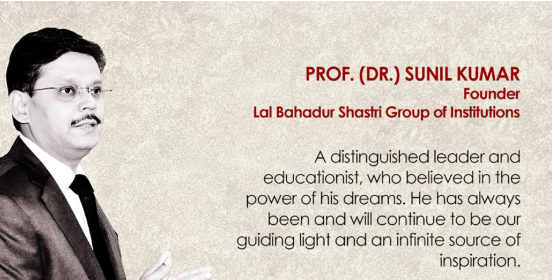 PROF. (DR.) SUNIL KUMAR
Founder
Lal Bahadur Shastri Group of Institutions
A distinguished leader and
educationist, who believed in the
power of his dreams. He has always
been and will continue to be our
guiding light and an infinite source of
inspiration.